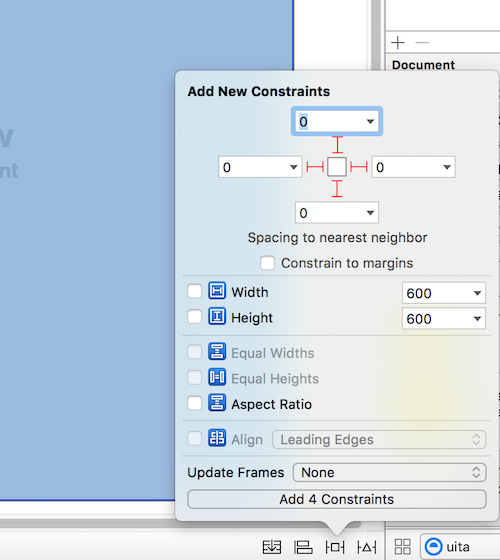 Document
Add New Constraints
0
0 0
0
Spacing to nearest neighbor
Constrain to margins
w
nt
Width 600
Height 600
Equal Widths
Equal Heights
Aspect Ratio
Align Leading Edges
Update Frames None
Add 4 Constraints
uita